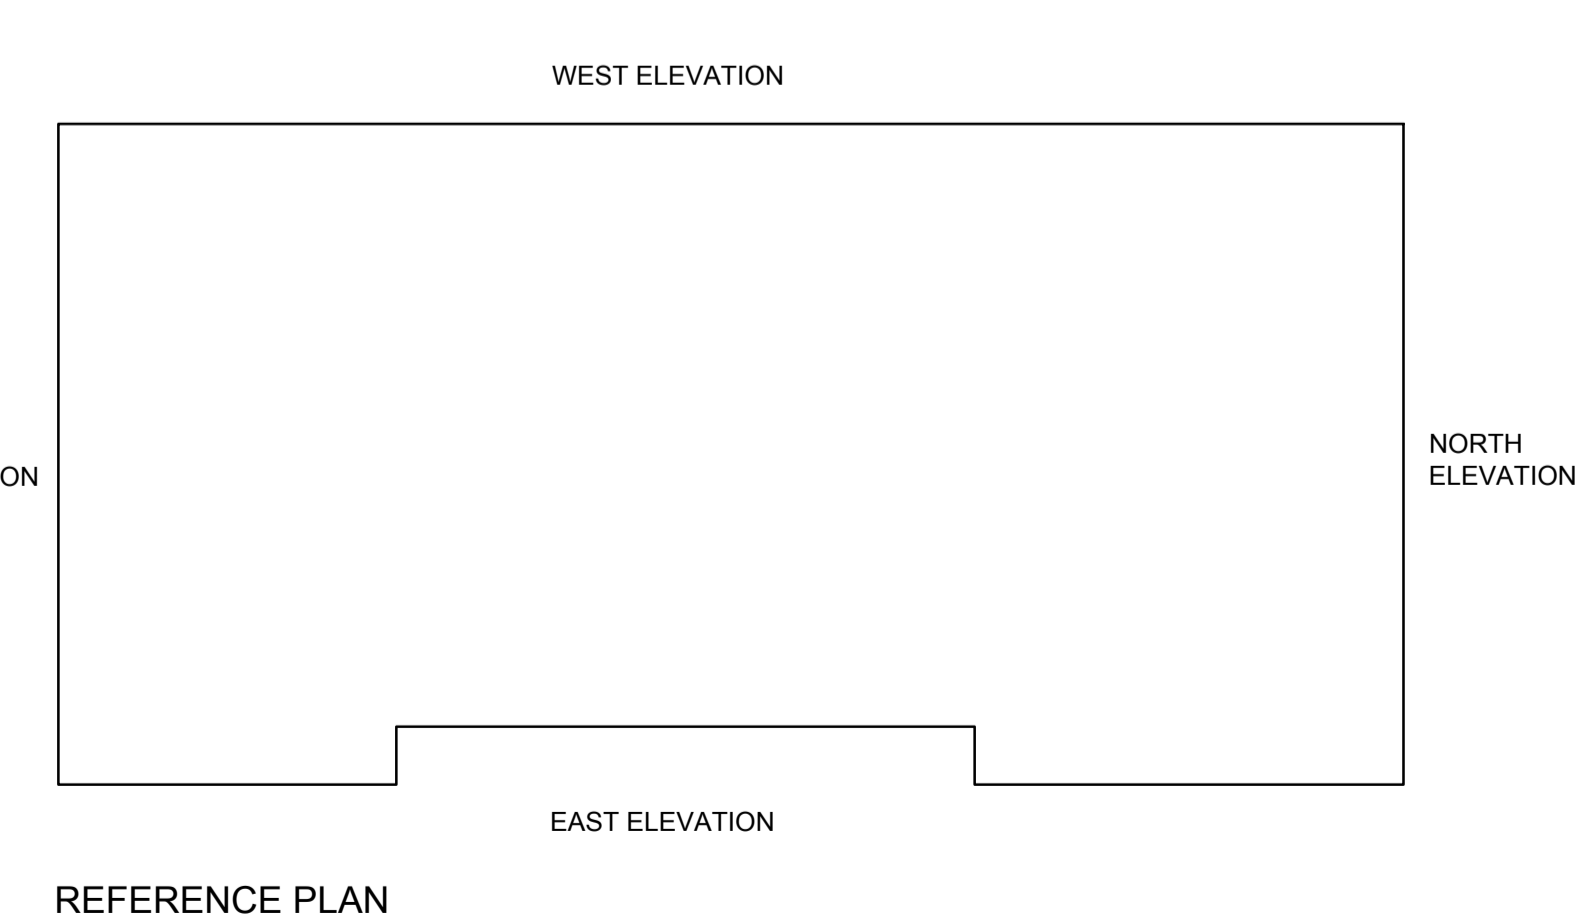 WEST ELEVATION
NORTH
ELEVATION
ON
EAST ELEVATION
REFERENCE PLAN